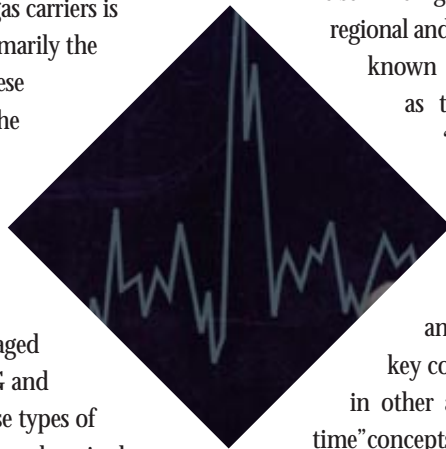 gas carriers is
marily the
ese
he
aged
and
se types of
regional and
known
as t
an
key co
in other a
time" concepts